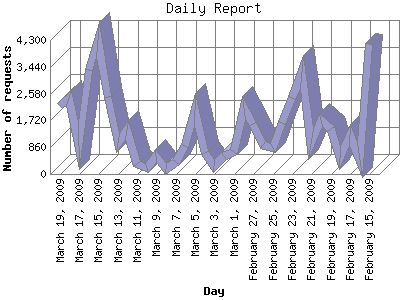 Daily Report
Number of requests
4,300
3,440
2,580
1,720
860
0
March 19, 2009
March 17, 2009
March 15, 2009
March 13, 2009
March 11, 2009
March 9, 2009
March 7, 2009
March 5, 2009
March 3, 2009
March 1, 2009
February 27, 2009
February 25, 2009
February 23, 2009
February 21, 2009
February 19, 2009
February 17, 2009
February 15, 2009
Day